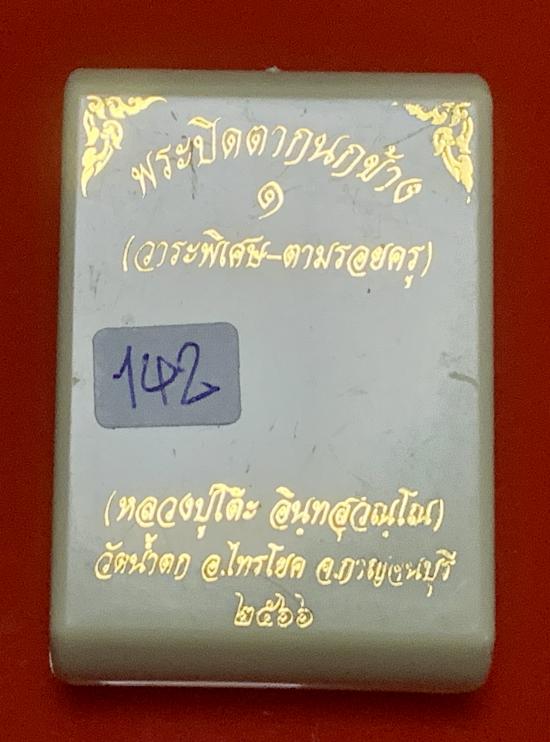 พระปิดตากนกข้าง
๑
(วาระพิเศษ-ตามรอยครู)
142
(หลวงปู่โต๊ะ อินฺทสุวณฺโณ)
วัดน้ำตก อ.ไทรโยค จ.กาญจนบุรี
๒๕๖๖